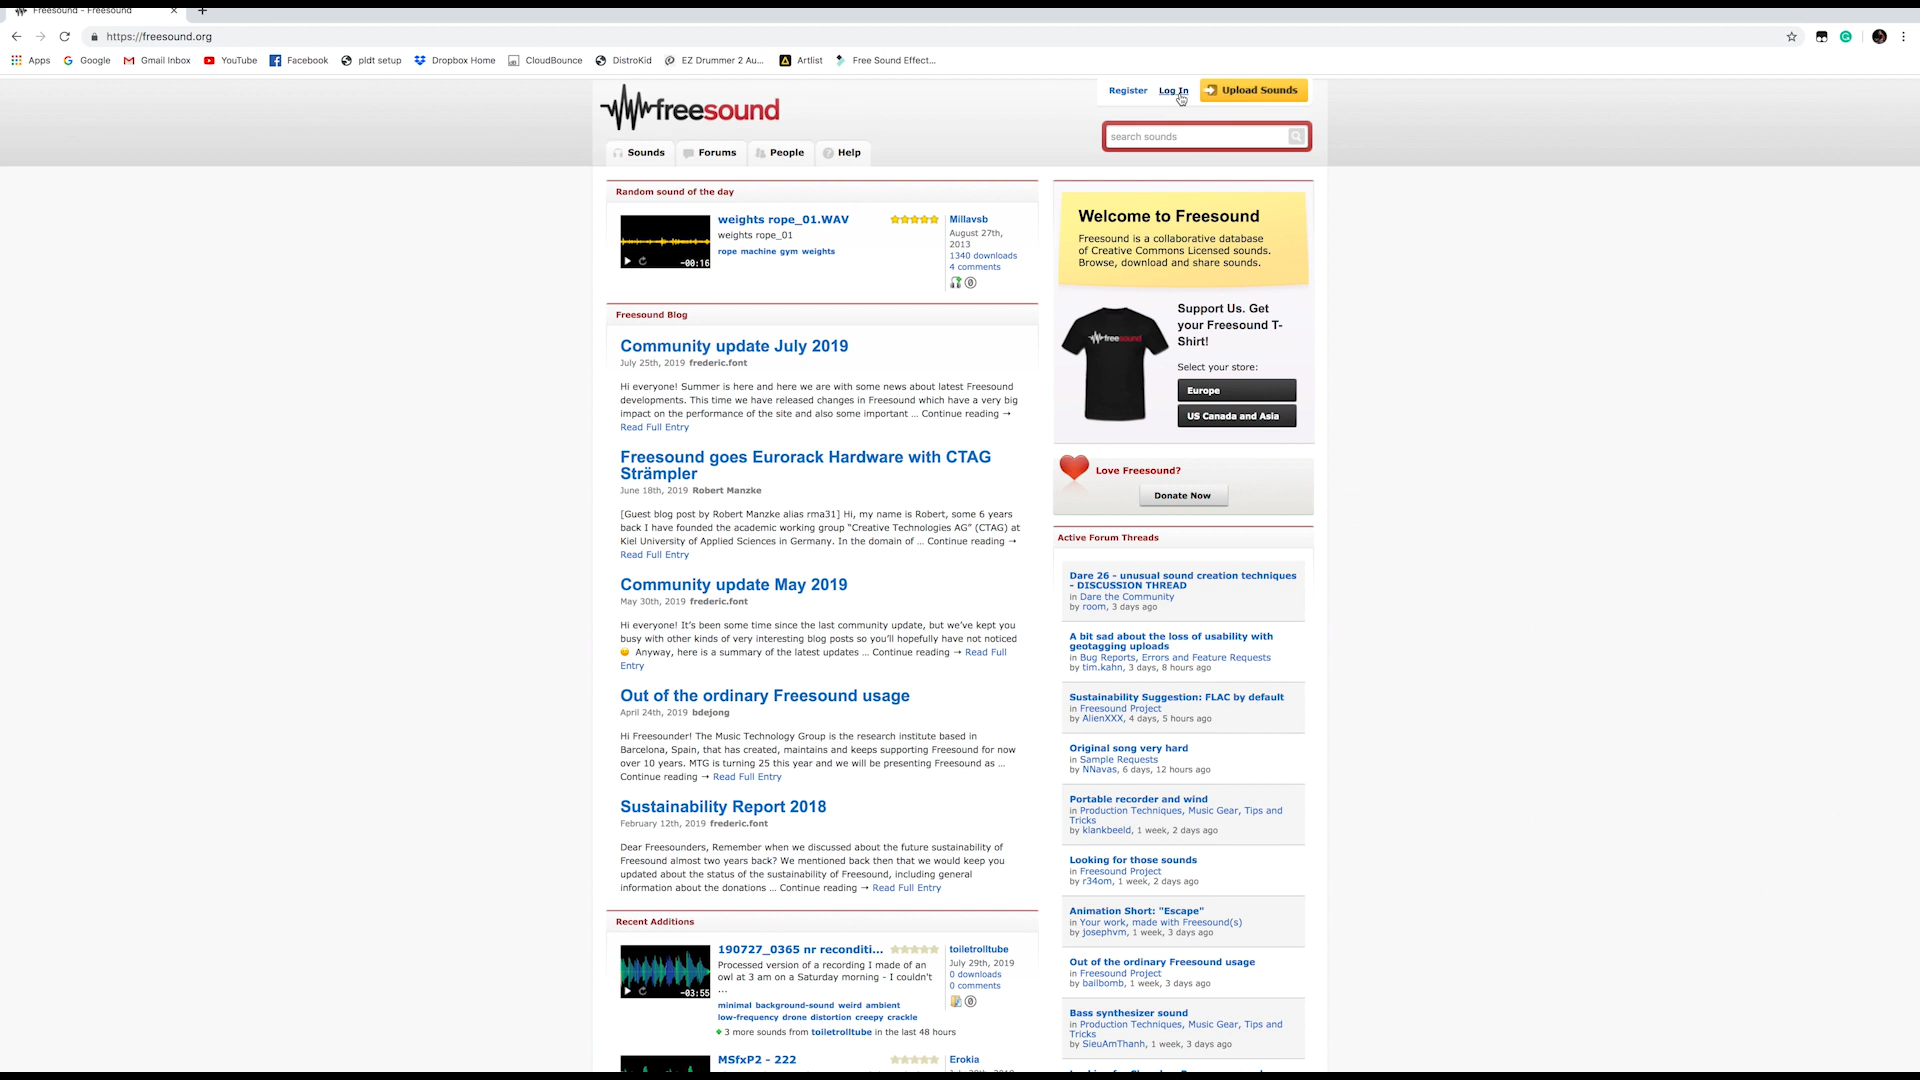 Freesound - Freesound
https://freesound.org
Apps Google Gmail Inbox YouTube Facebook pldt setup Dropbox Home CloudBounce DistroKid EZ Drummer 2 Au... Artlist Free Sound Effect...
freesound
Register Log In Upload Sounds
search sounds
Sounds Forums People Help
Random sound of the day
weights rope_01.WAV
weights rope_01
rope machine gym weights
-00:16
Millavsb
August 27th,
2013
1340 downloads
4 comments
Freesound Blog
Community update July 2019
July 25th, 2019 frederic.font
Hi everyone! Summer is here and here we are with some news about latest Freesound
developments. This time we have released changes in Freesound which have a very big
impact on the performance of the site and also some important ... Continue reading →
Read Full Entry
Freesound goes Eurorack Hardware with CTAG
Strämpler
June 18th, 2019 Robert Manzke
[Guest blog post by Robert Manzke alias rma31] Hi, my name is Robert, some 6 years
back I have founded the academic working group “Creative Technologies AG” (CTAG) at
Kiel University of Applied Sciences in Germany. In the domain of ... Continue reading →
Read Full Entry
Community update May 2019
May 30th, 2019 frederic.font
Hi everyone! It’s been some time since the last community update, but we’ve kept you
busy with other kinds of very interesting blog posts so you’ll hopefully have not noticed
Anyway, here is a summary of the latest updates ... Continue reading → Read Full
Entry
Out of the ordinary Freesound usage
April 24th, 2019 bdejong
Hi Freesounder! The Music Technology Group is the research institute based in
Barcelona, Spain, that has created, maintains and keeps supporting Freesound for now
over 10 years. MTG is turning 25 this year and we will be presenting Freesound as ...
Continue reading → Read Full Entry
Sustainability Report 2018
February 12th, 2019 frederic.font
Dear Freesounders, Remember when we discussed about the future sustainability of
Freesound almost two years back? We mentioned back then that we would keep you
updated about the status of the sustainability of Freesound, including general
information about the donations ... Continue reading → Read Full Entry
Recent Additions
190727_0365 nr reconditi...
Processed version of a recording I made of an
owl at 3 am on a Saturday morning - I couldn't
...
minimal background-sound weird ambient
low-frequency drone distortion creepy crackle
3 more sounds from toiletrolltube in the last 48 hours
-03:55
toiletrolltube
July 29th, 2019
0 downloads
0 comments
MSfxP2 - 222
Erokia
Welcome to Freesound
Freesound is a collaborative database
of Creative Commons Licensed sounds.
Browse, download and share sounds.
freesound
Support Us. Get
your Freesound T-
Shirt!
Select your store:
Europe
US Canada and Asia
Love Freesound?
Donate Now
Active Forum Threads
Dare 26 - unusual sound creation techniques
- DISCUSSION THREAD
in Dare the Community
by room, 3 days ago
A bit sad about the loss of usability with
geotagging uploads
in Bug Reports, Errors and Feature Requests
by tim.kahn, 3 days, 8 hours ago
Sustainability Suggestion: FLAC by default
in Freesound Project
by AlienXXX, 4 days, 5 hours ago
Original song very hard
in Sample Requests
by NNavas, 6 days, 12 hours ago
Portable recorder and wind
in Production Techniques, Music Gear, Tips and
Tricks
by klankbeeld, 1 week, 2 days ago
Looking for those sounds
in Freesound Project
by r34om, 1 week, 2 days ago
Animation Short: "Escape"
in Your work, made with Freesound(s)
by josephvm, 1 week, 3 days ago
Out of the ordinary Freesound usage
in Freesound Project
by bailbomb, 1 week, 3 days ago
Bass synthesizer sound
in Production Techniques, Music Gear, Tips and
Tricks
by SieuAmThanh, 1 week, 3 days ago